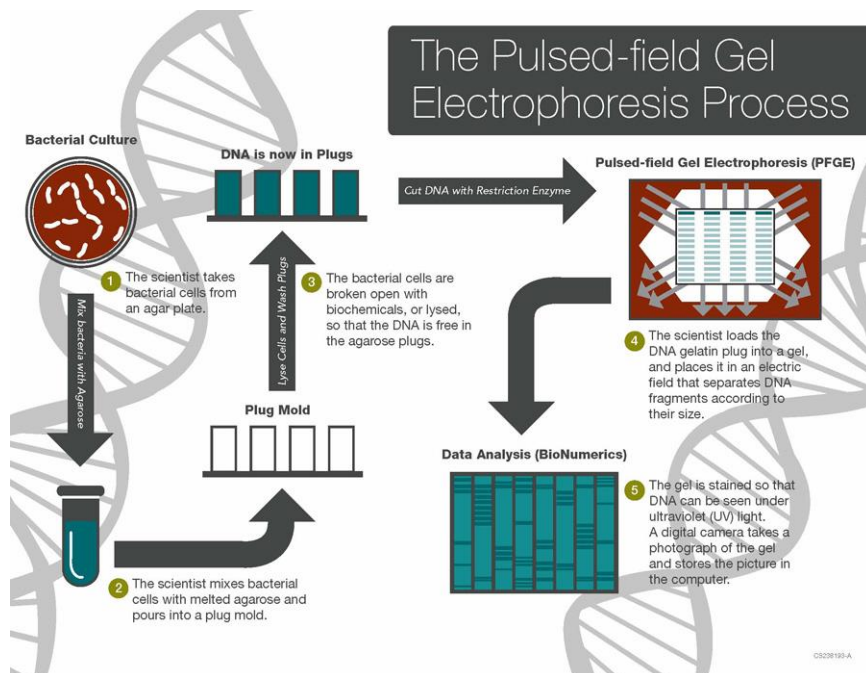 The Pulsed-field Gel
Electrophoresis Process
Bacterial Culture
1 The scientist takes
bacterial cells from
an agar plate.
Mix bacteria with Agarose
2 The scientist mixes bacterial
cells with melted agarose and
pours into a plug mold.
Plug Mold
Lyse Cells and Wash Plugs
3 The bacterial cells are
broken open with
biochemicals, or lysed,
so that the DNA is free in
the agarose plugs.
DNA is now in Plugs
Cut DNA with Restriction Enzyme
Pulsed-field Gel Electrophoresis (PFGE)
4 The scientist loads the
DNA gelatin plug into a gel,
and places it in an electric
field that separates DNA
fragments according to
their size.
Data Analysis (BioNumerics)
5 The gel is stained so that
DNA can be seen under
ultraviolet (UV) light.
A digital camera takes a
photograph of the gel
and stores the picture in
the computer.
CS238193-A